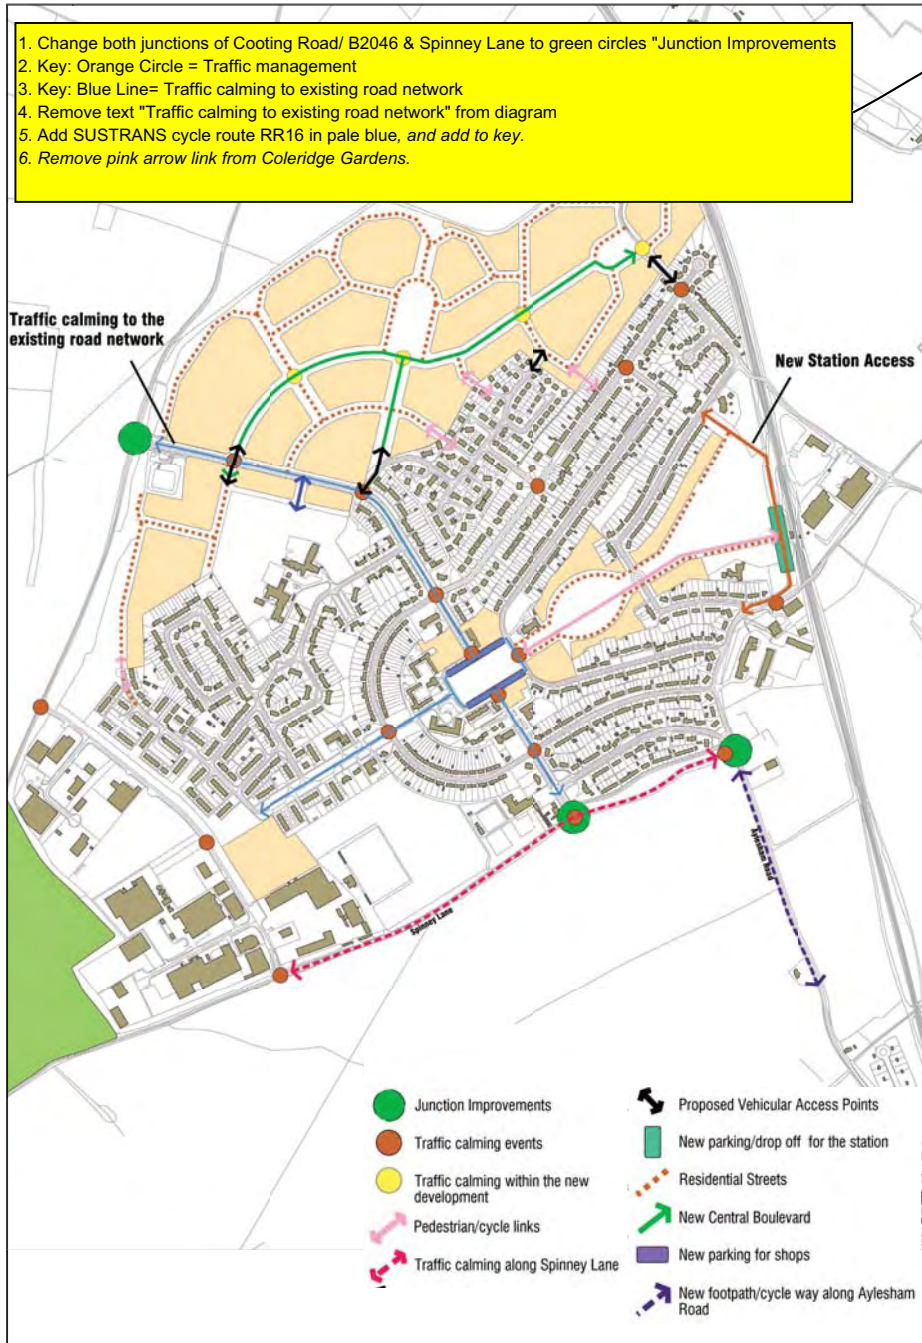 1. Change both junctions of Cooting Road/ B2046 & Spinney Lane to green circles "Junction Improvements
2. Key: Orange Circle = Traffic management
3. Key: Blue Line= Traffic calming to existing road network
4. Remove text "Traffic calming to existing road network" from diagram
5. Add SUSTRANS cycle route RR16 in pale blue, and add to key.
6. Remove pink arrow link from Coleridge Gardens.
Traffic calming to the
existing road network
New Station Access
Aylesham Road
Spinney Lane
Junction Improvements
Traffic calming events
Traffic calming within the new
development
Pedestrian/cycle links
Traffic calming along Spinney Lane
Proposed Vehicular Access Points
New parking/drop off for the station
Residential Streets
New Central Boulevard
New parking for shops
New footpath/cycle way along Aylesham
Road